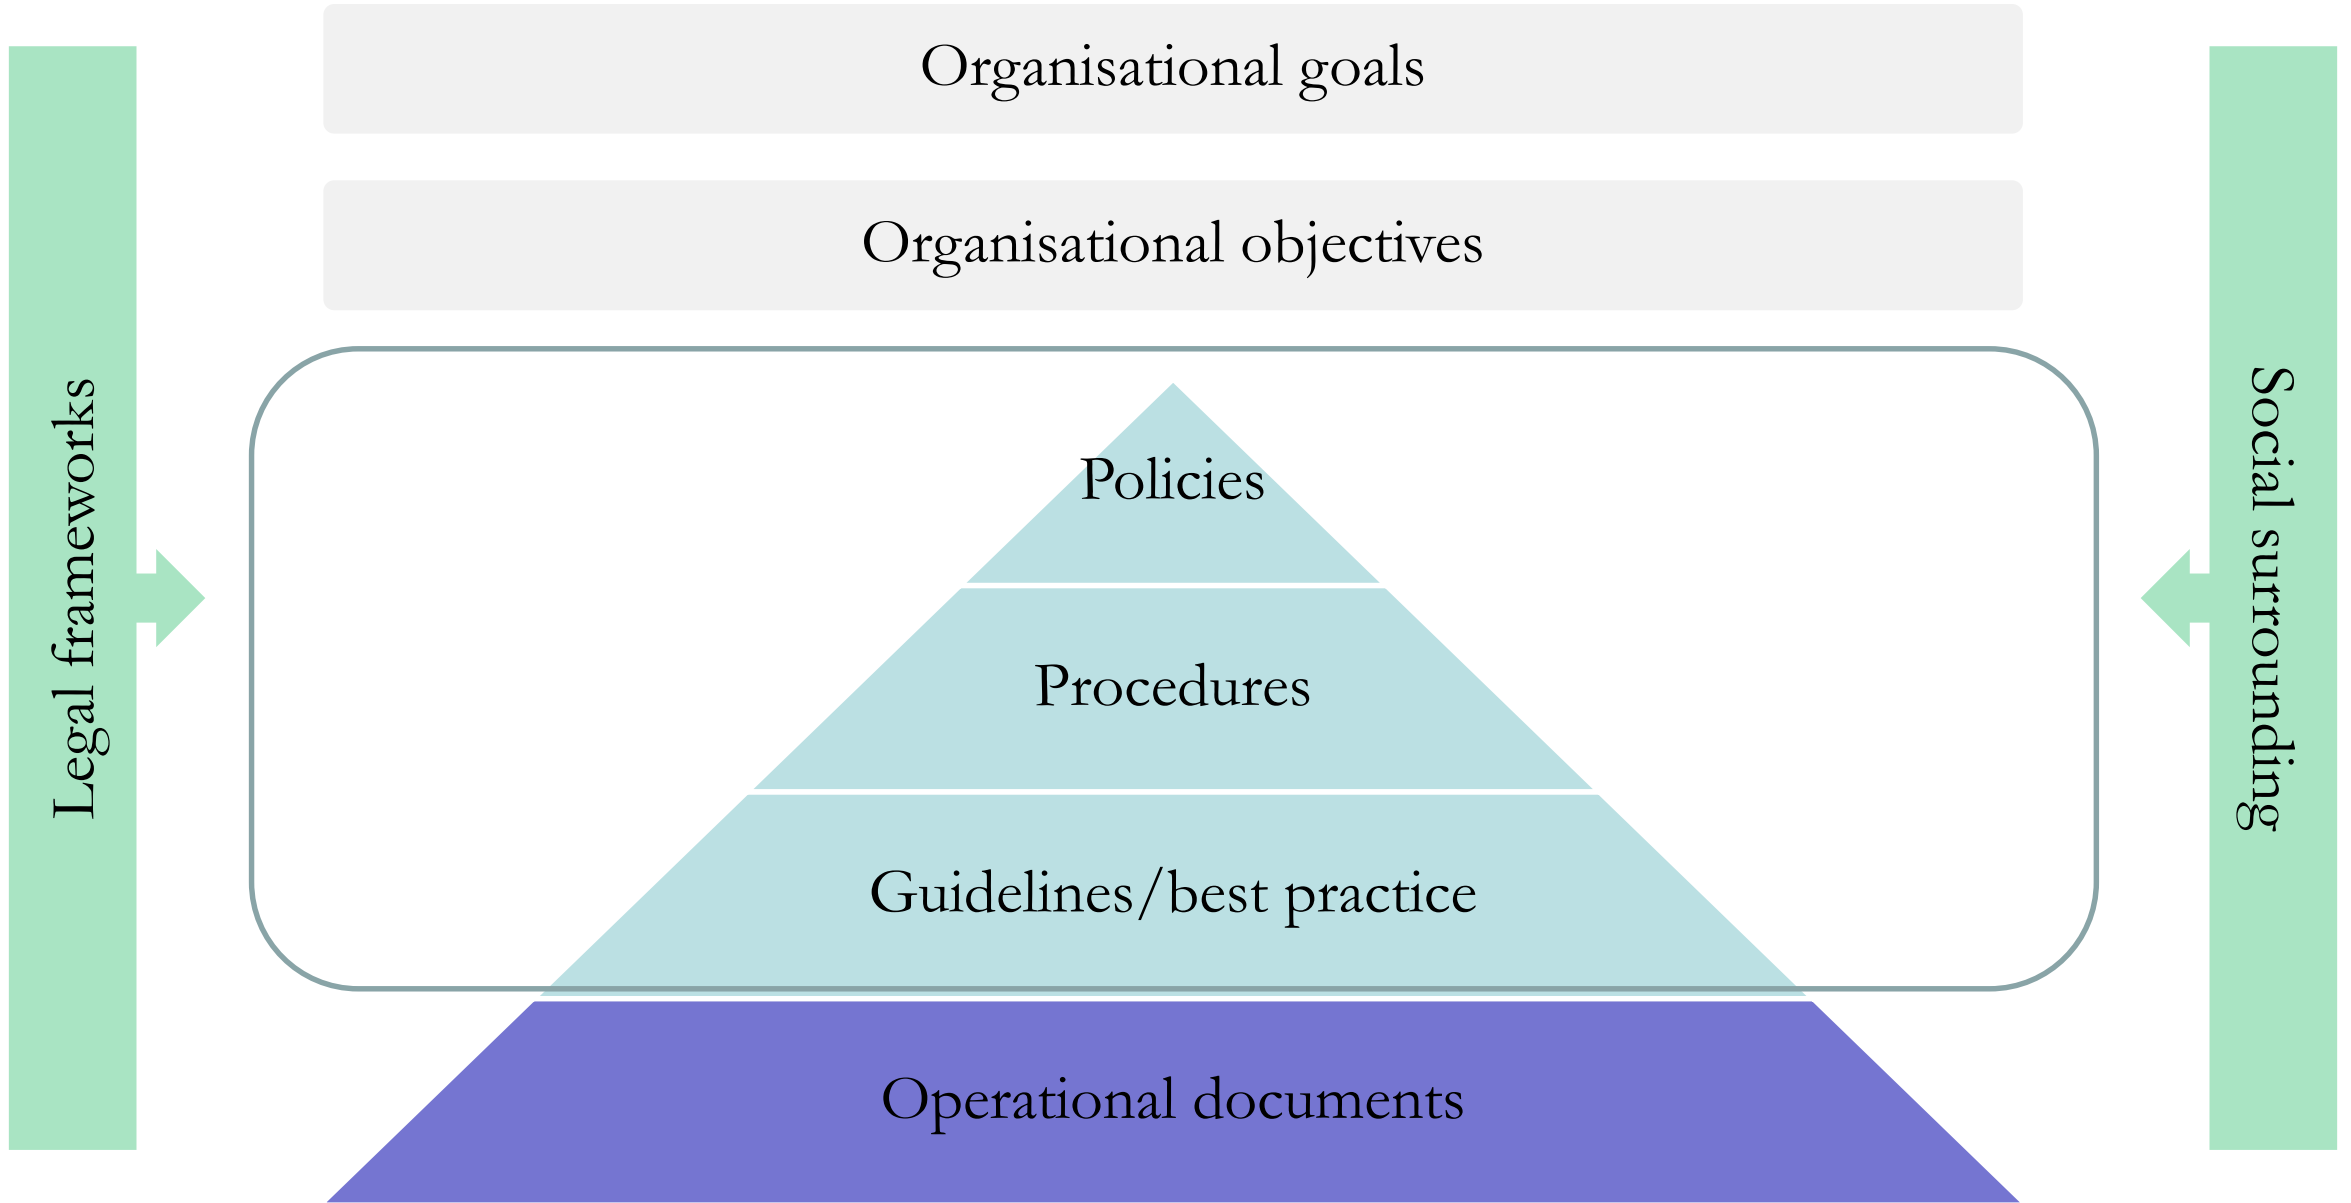 Organisational goals
Organisational objectives
Legal frameworks
Policies
Procedures
Guidelines/best practice
Operational documents
Social surrounding